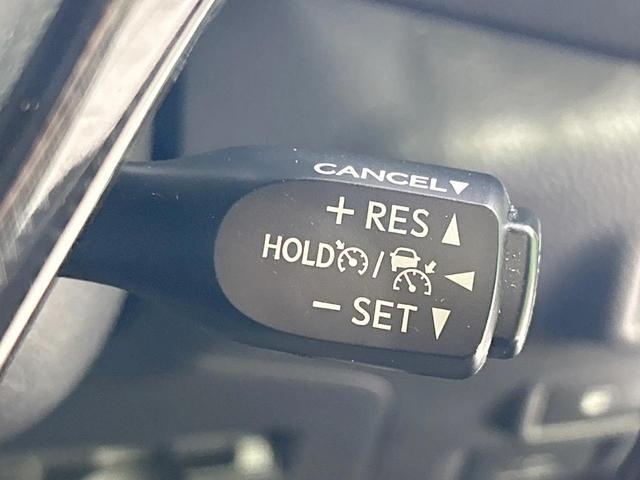 CANCEL▼
+ RES ▲
HOLD / ◀
− SET ▼